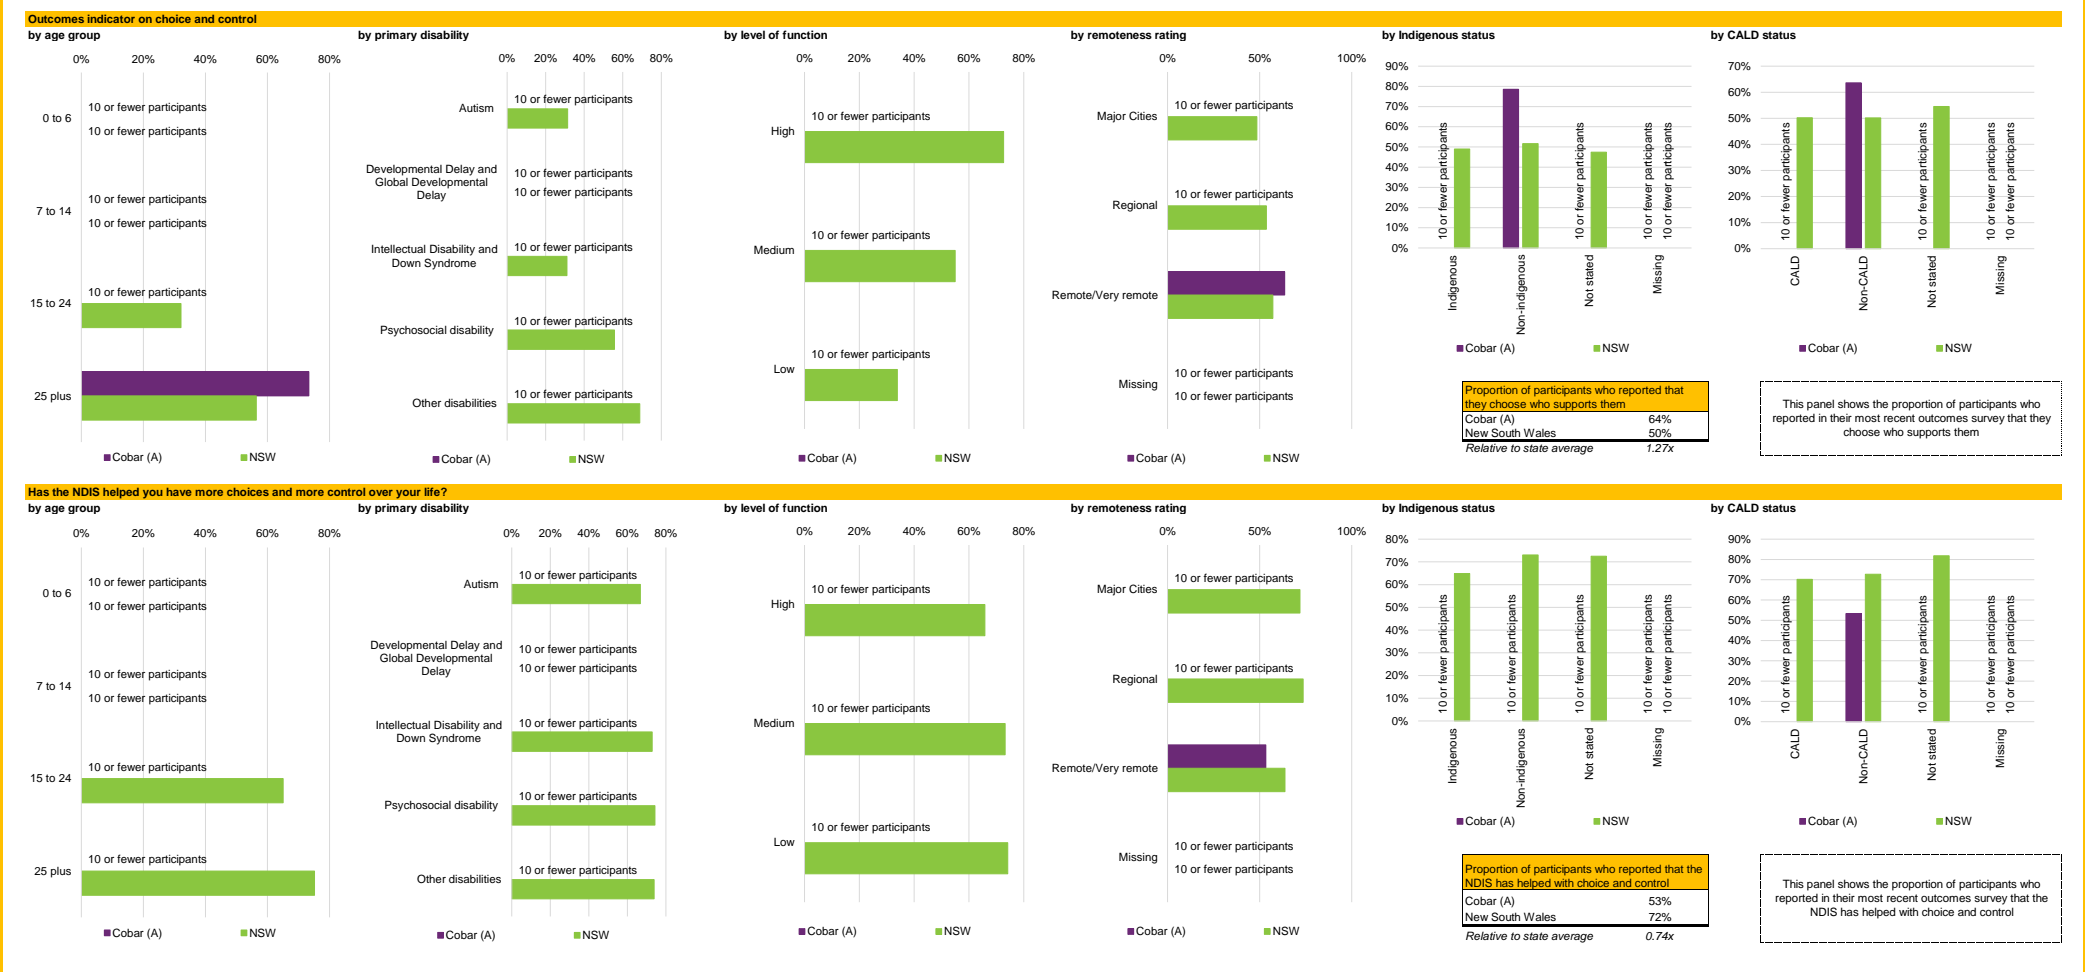 Outcomes indicator on choice and control
by age group
0% 20% 40% 60% 80%
0 to 6
10 or fewer participants
10 or fewer participants
7 to 14
10 or fewer participants
10 or fewer participants
15 to 24
10 or fewer participants
25 plus
Cobar (A) NSW
by primary disability
0% 20% 40% 60% 80%
Autism
10 or fewer participants
Developmental Delay and
Global Developmental
Delay
10 or fewer participants
10 or fewer participants
Intellectual Disability and
Down Syndrome
10 or fewer participants
Psychosocial disability
10 or fewer participants
Other disabilities
10 or fewer participants
Cobar (A) NSW
by level of function
0% 20% 40% 60% 80%
High
10 or fewer participants
Medium
10 or fewer participants
Low
10 or fewer participants
Cobar (A) NSW
by remoteness rating
0% 50% 100%
Major Cities
10 or fewer participants
Regional
10 or fewer participants
Remote/Very remote
Missing
10 or fewer participants
10 or fewer participants
Cobar (A) NSW
by Indigenous status
90%
80%
70%
60%
50%
40%
30%
20%
10%
0%
10 or fewer participants
10 or fewer participants
10 or fewer participants
10 or fewer participants
Indigenous
Non-indigenous
Not stated
Missing
Cobar (A) NSW
by CALD status
70%
60%
50%
40%
30%
20%
10%
0%
10 or fewer participants
10 or fewer participants
10 or fewer participants
10 or fewer participants
CALD
Non-CALD
Not stated
Missing
Cobar (A) NSW
Proportion of participants who reported that
they choose who supports them
Cobar (A) 64%
New South Wales 50%
Relative to state average 1.27x
This panel shows the proportion of participants who
reported in their most recent outcomes survey that they
choose who supports them
Has the NDIS helped you have more choices and more control over your life?
by age group
0% 20% 40% 60% 80%
0 to 6
10 or fewer participants
10 or fewer participants
7 to 14
10 or fewer participants
10 or fewer participants
15 to 24
10 or fewer participants
25 plus
10 or fewer participants
Cobar (A) NSW
by primary disability
0% 20% 40% 60% 80%
Autism
10 or fewer participants
Developmental Delay and
Global Developmental
Delay
10 or fewer participants
10 or fewer participants
Intellectual Disability and
Down Syndrome
10 or fewer participants
Psychosocial disability
10 or fewer participants
Other disabilities
10 or fewer participants
Cobar (A) NSW
by level of function
0% 20% 40% 60% 80%
High
10 or fewer participants
Medium
10 or fewer participants
Low
10 or fewer participants
Cobar (A) NSW
by remoteness rating
0% 50% 100%
Major Cities
10 or fewer participants
Regional
10 or fewer participants
Remote/Very remote
Missing
10 or fewer participants
10 or fewer participants
Cobar (A) NSW
by Indigenous status
80%
70%
60%
50%
40%
30%
20%
10%
0%
10 or fewer participants
10 or fewer participants
10 or fewer participants
10 or fewer participants
10 or fewer participants
Indigenous
Non-indigenous
Not stated
Missing
Cobar (A) NSW
by CALD status
90%
80%
70%
60%
50%
40%
30%
20%
10%
0%
10 or fewer participants
10 or fewer participants
10 or fewer participants
10 or fewer participants
CALD
Non-CALD
Not stated
Missing
Cobar (A) NSW
Proportion of participants who reported that the
NDIS has helped with choice and control
Cobar (A) 53%
New South Wales 72%
Relative to state average 0.74x
This panel shows the proportion of participants who
reported in their most recent outcomes survey that the
NDIS has helped with choice and control